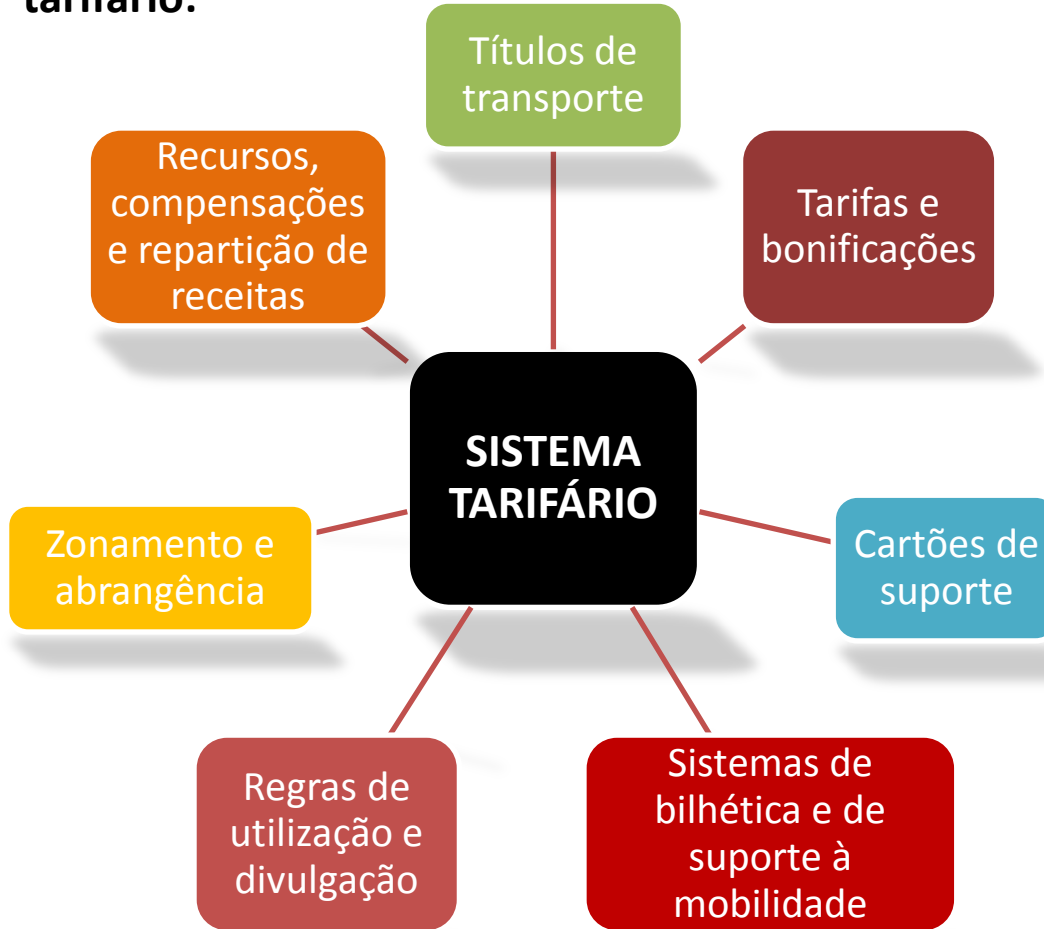 tarifário:
Títulos de
transporte
Recursos,
compensações
e repartição de
receitas
Tarifas e
bonificações
SISTEMA
TARIFÁRIO
Zonamento e
abrangência
Cartões de
suporte
Regras de
utilização e
divulgação
Sistemas de
bilhética e de
suporte à
mobilidade